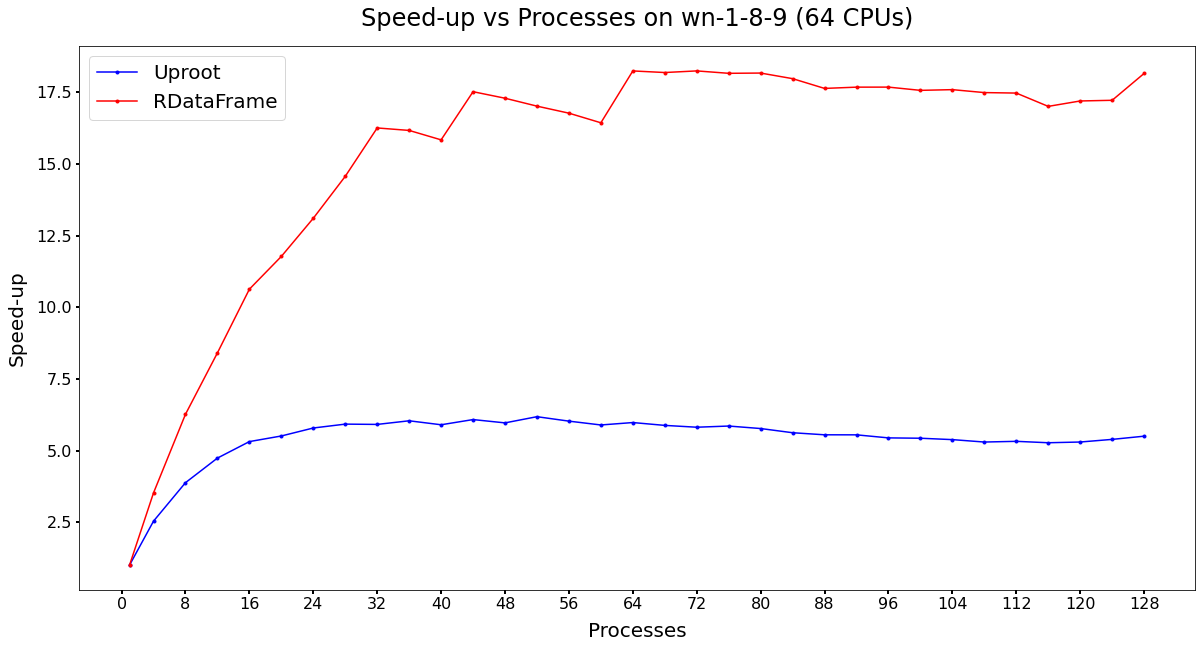 Speed-up vs Processes on wn-1-8-9 (64 CPUs)
Uproot
RDataFrame
17.5
15.0
12.5
10.0
7.5
5.0
2.5
Speed-up
0 8 16 24 32 40 48 56 64 72 80 88 96 104 112 120 128
Processes